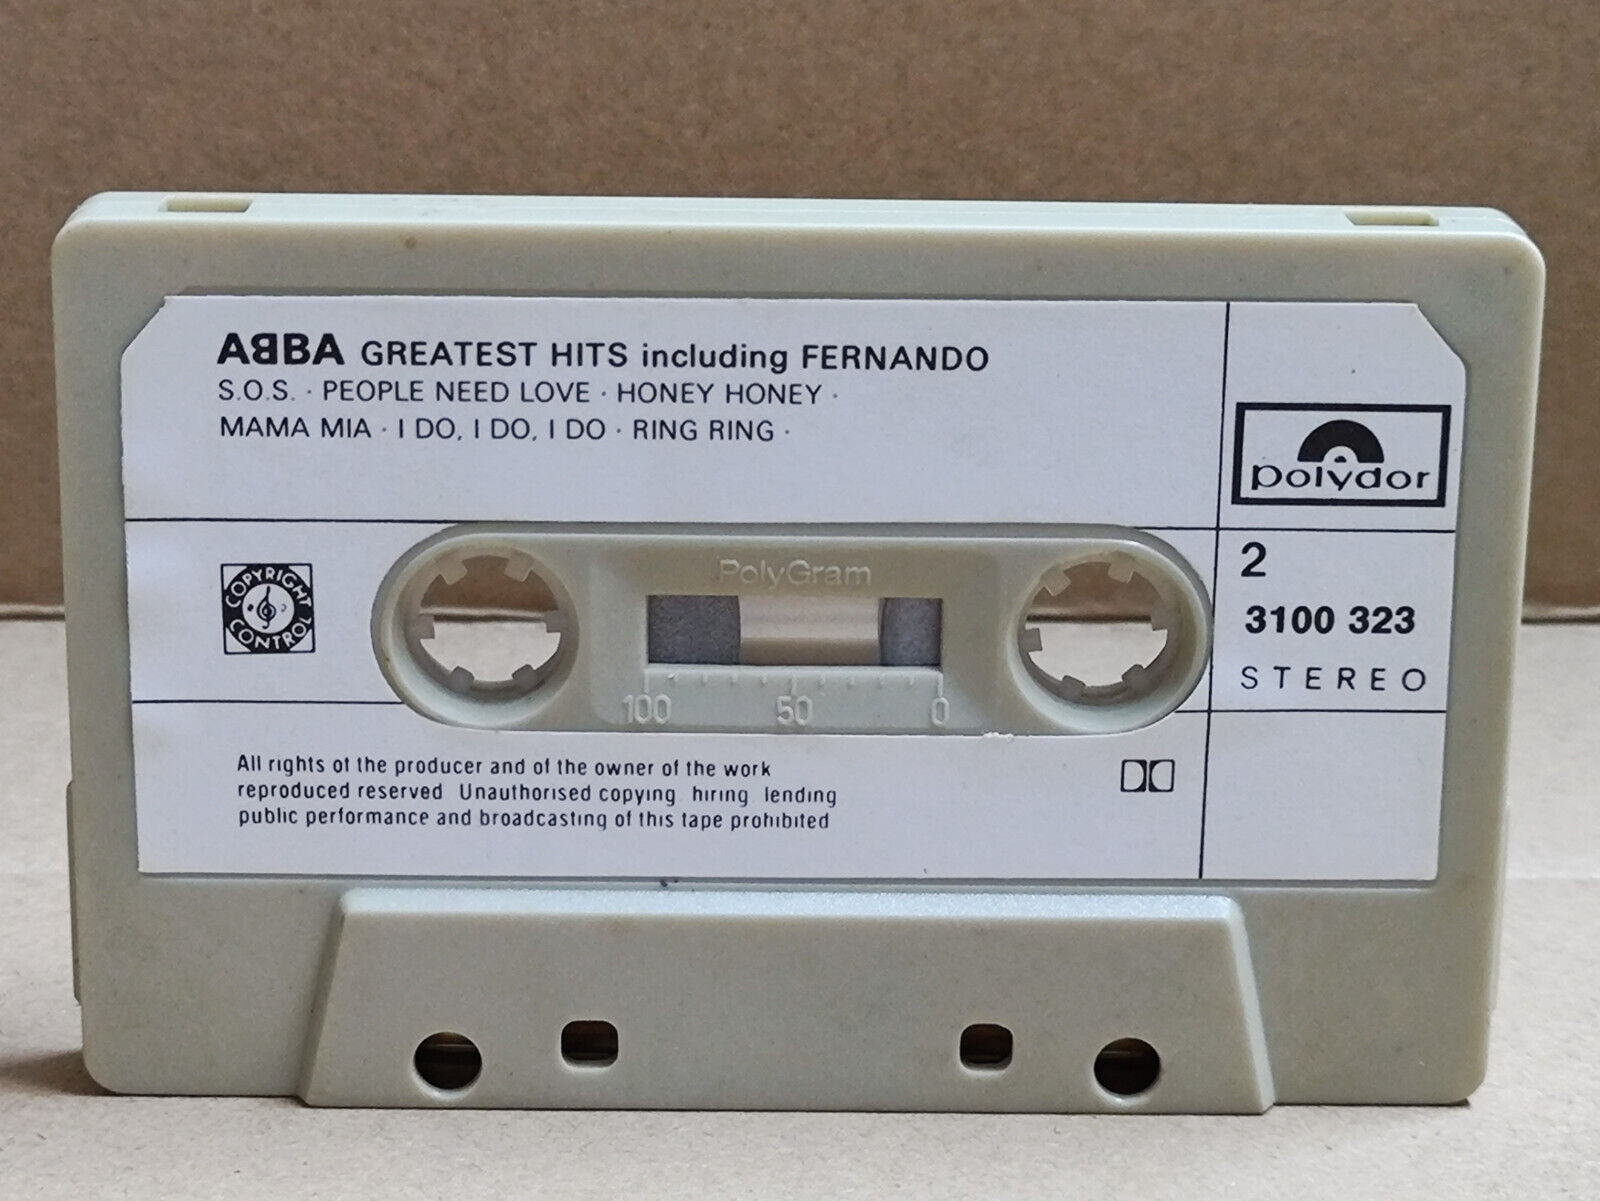 AᗺBA GREATEST HITS including FERNANDO
S.O.S. · PEOPLE NEED LOVE · HONEY HONEY ·
MAMA MIA · I DO, I DO, I DO · RING RING ·
polydor
COPYRIGHT
CONTROL
PolyGram
2
3100 323
STEREO
100 50 0
All rights of the producer and of the owner of the work
reproduced reserved Unauthorised copying hiring lending
public performance and broadcasting of this tape prohibited